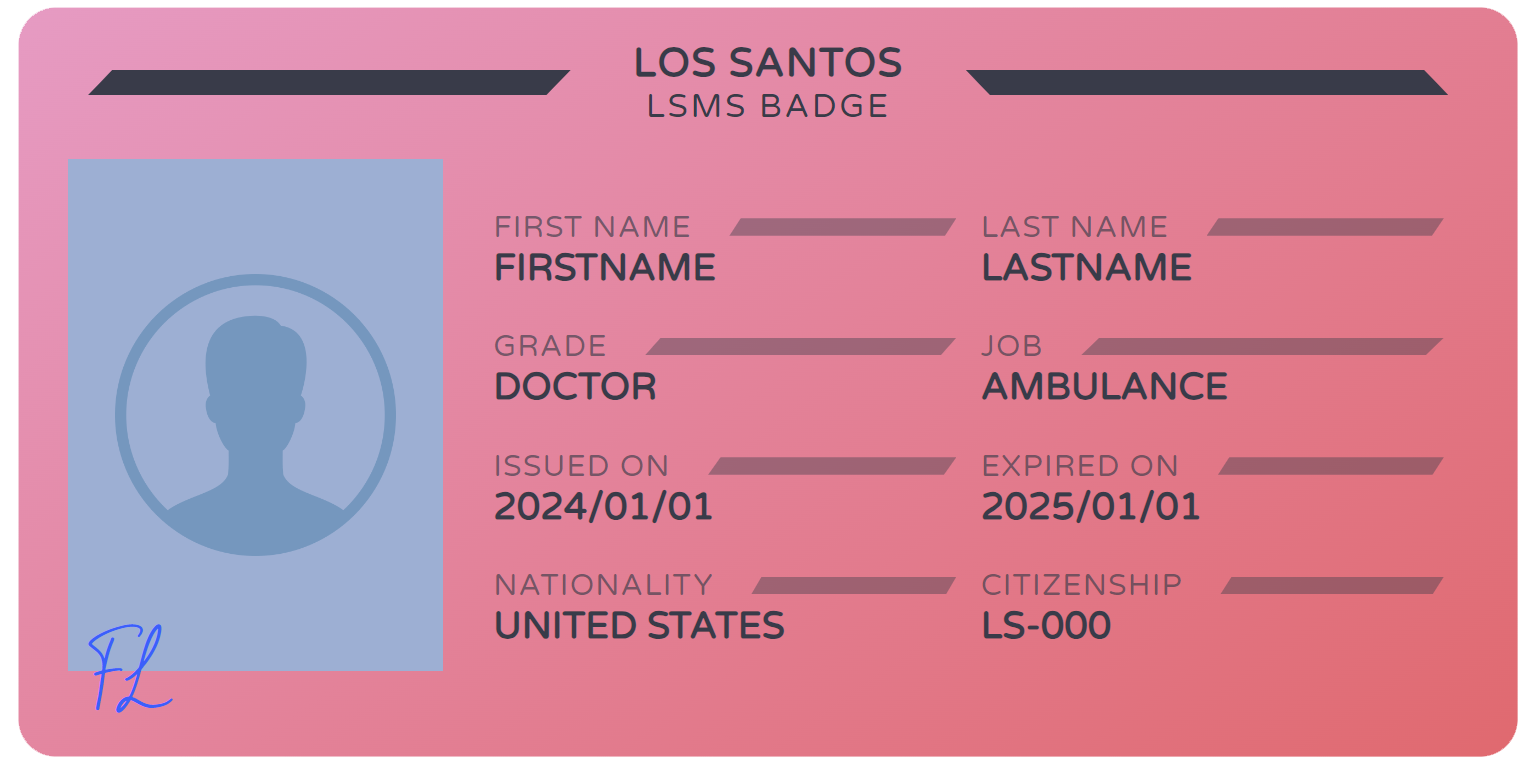 LOS SANTOS
LSMS BADGE
FIRST NAME
FIRSTNAME
LAST NAME
LASTNAME
GRADE
DOCTOR
JOB
AMBULANCE
ISSUED ON
2024/01/01
EXPIRED ON
2025/01/01
NATIONALITY
UNITED STATES
CITIZENSHIP
LS-000
FL